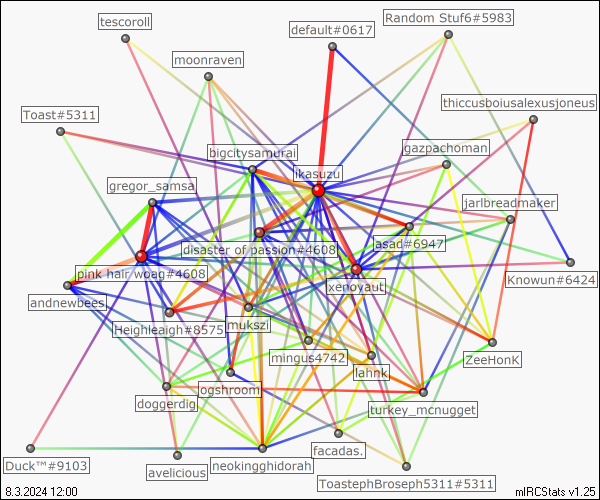 tescoroll
default#0617
Random Stuf6#5983
moonraven
thiccusboiusalexusjoneus
Toast#5311
bigcitysamurai
gazpachoman
likasuzu
gregor_samsa
jarlbreadmaker
disaster of passion#4608
asad#6947
pink hair woag#4608
xenoyaut
Knowun#6424
andnewbees
Heighleaigh#8575
mukszi
mingus4742
ZeeHonK
lahnk
jogshroom
doggerdig
turkey_mcnugget
facadas.
Duck™#9103
avelicious
neokingghidorah
ToastephBroseph5311#5311
8.3.2024 12:00
mIRCStats v1.25